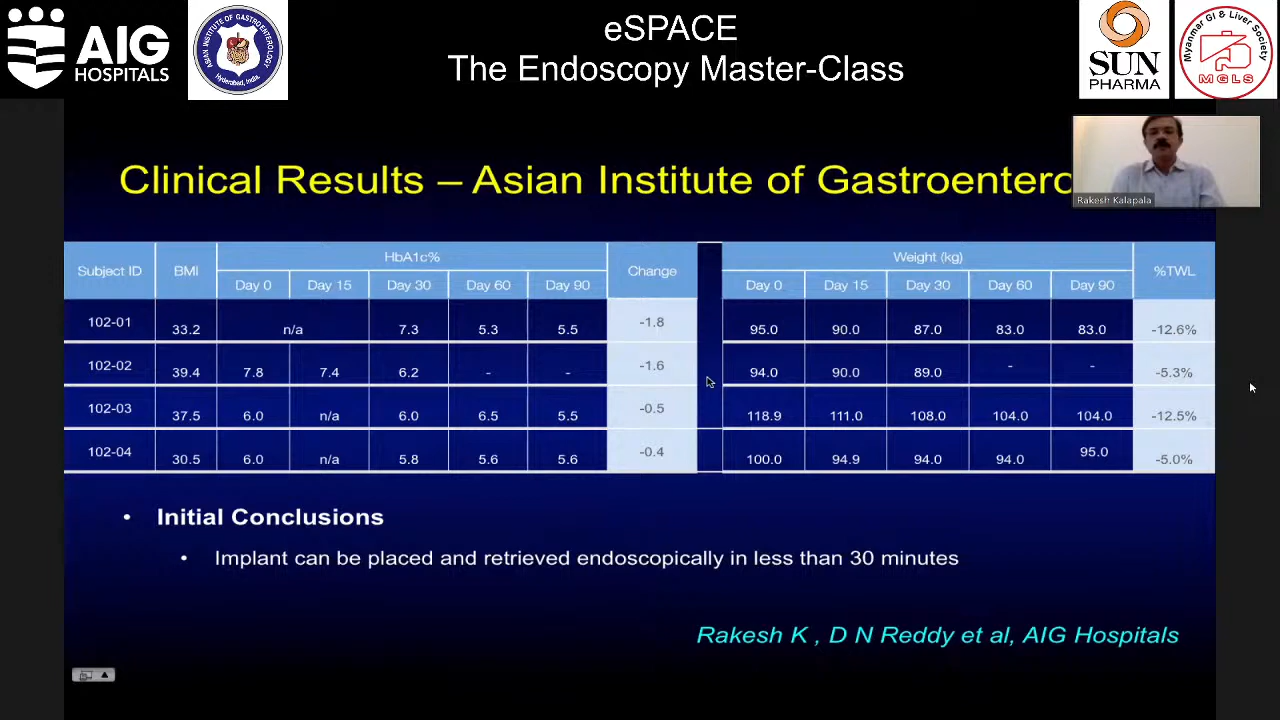 AIG
HOSPITALS
ASIAN INSTITUTE OF GASTROENTEROLOGY
Hyderabad, India.
eSPACE
The Endoscopy Master-Class
SUN
PHARMA
Myanmar GI & Liver Society
MGLS
Rakesh Kalapala
Clinical Results – Asian Institute of Gastroentero
Subject ID BMI HbA1c% Change Weight (kg) %TWL
Day 0 Day 15 Day 30 Day 60 Day 90 Day 0 Day 15 Day 30 Day 60 Day 90
102-01 33.2 n/a 7.3 5.3 5.5 -1.8 95.0 90.0 87.0 83.0 83.0 -12.6%
102-02 39.4 7.8 7.4 6.2 - - -1.6 94.0 90.0 89.0 - - -5.3%
102-03 37.5 6.0 n/a 6.0 6.5 5.5 -0.5 118.9 111.0 108.0 104.0 104.0 -12.5%
102-04 30.5 6.0 n/a 5.8 5.6 5.6 -0.4 100.0 94.9 94.0 94.0 95.0 -5.0%
• Initial Conclusions
• Implant can be placed and retrieved endoscopically in less than 30 minutes
Rakesh K , D N Reddy et al, AIG Hospitals